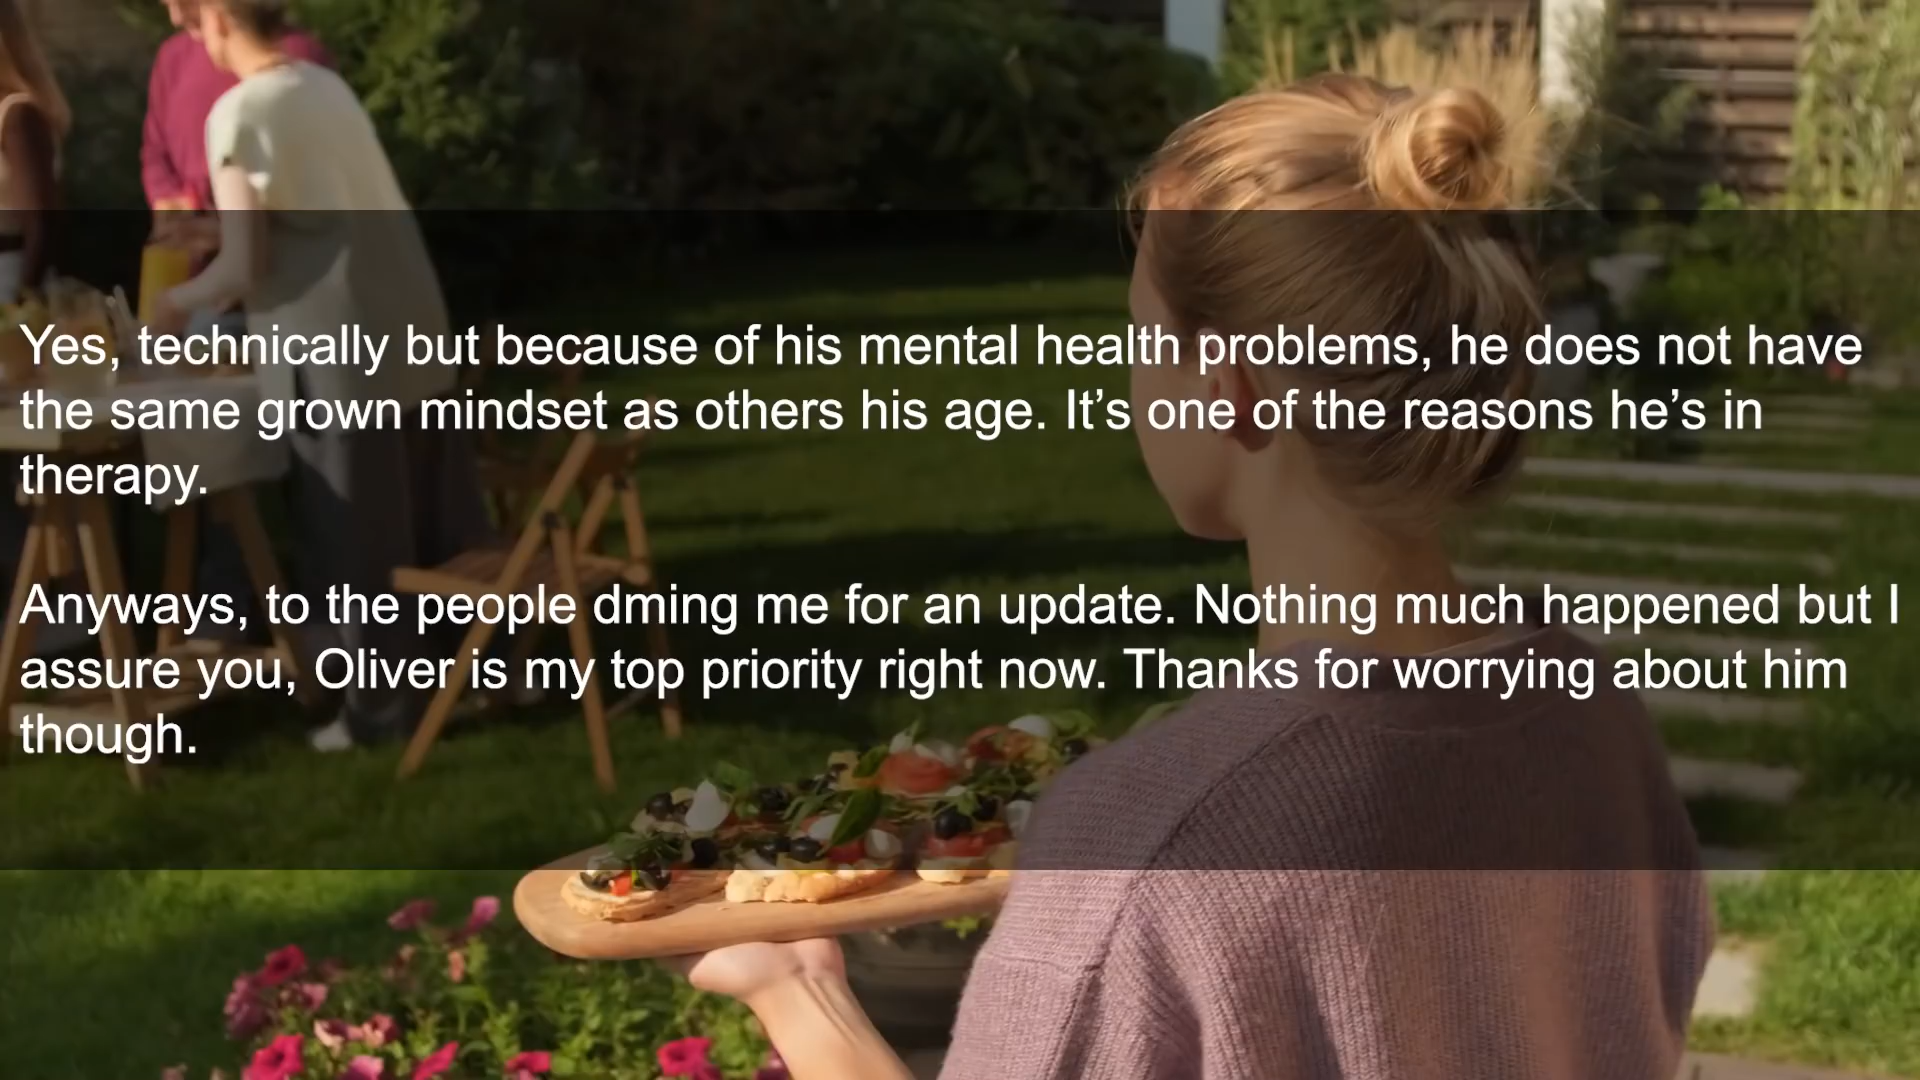 Yes, technically but because of his mental health problems, he does not have
the same grown mindset as others his age. It’s one of the reasons he’s in
therapy.
Anyways, to the people dming me for an update. Nothing much happened but I
assure you, Oliver is my top priority right now. Thanks for worrying about him
though.